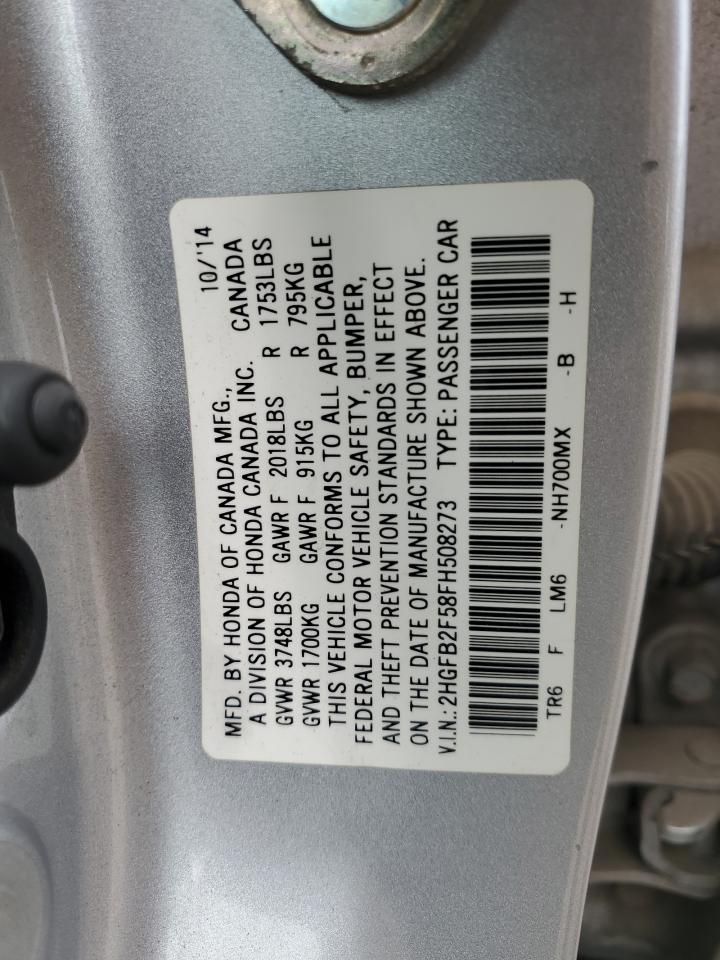 MFD. BY HONDA OF CANADA MFG., 10/'14
A DIVISION OF HONDA CANADA INC. CANADA
GVWR 3748LBS GAWR F 2018LBS R 1753LBS
GVWR 1700KG GAWR F 915KG R 795KG
THIS VEHICLE CONFORMS TO ALL APPLICABLE
FEDERAL MOTOR VEHICLE SAFETY, BUMPER,
AND THEFT PREVENTION STANDARDS IN EFFECT
ON THE DATE OF MANUFACTURE SHOWN ABOVE.
V.I.N.: 2HGFB2F58FH508273 TYPE: PASSENGER CAR
TR6 F LM6 -NH700MX -B -H